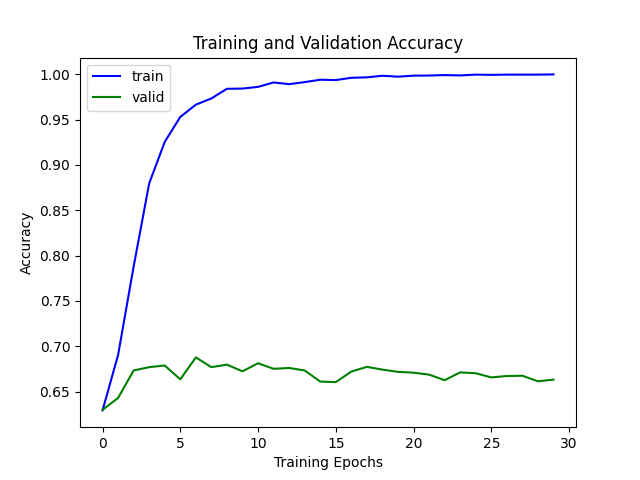 Training and Validation Accuracy
train
valid
1.00
0.95
0.90
0.85
0.80
0.75
0.70
0.65
Accuracy
0 5 10 15 20 25 30
Training Epochs